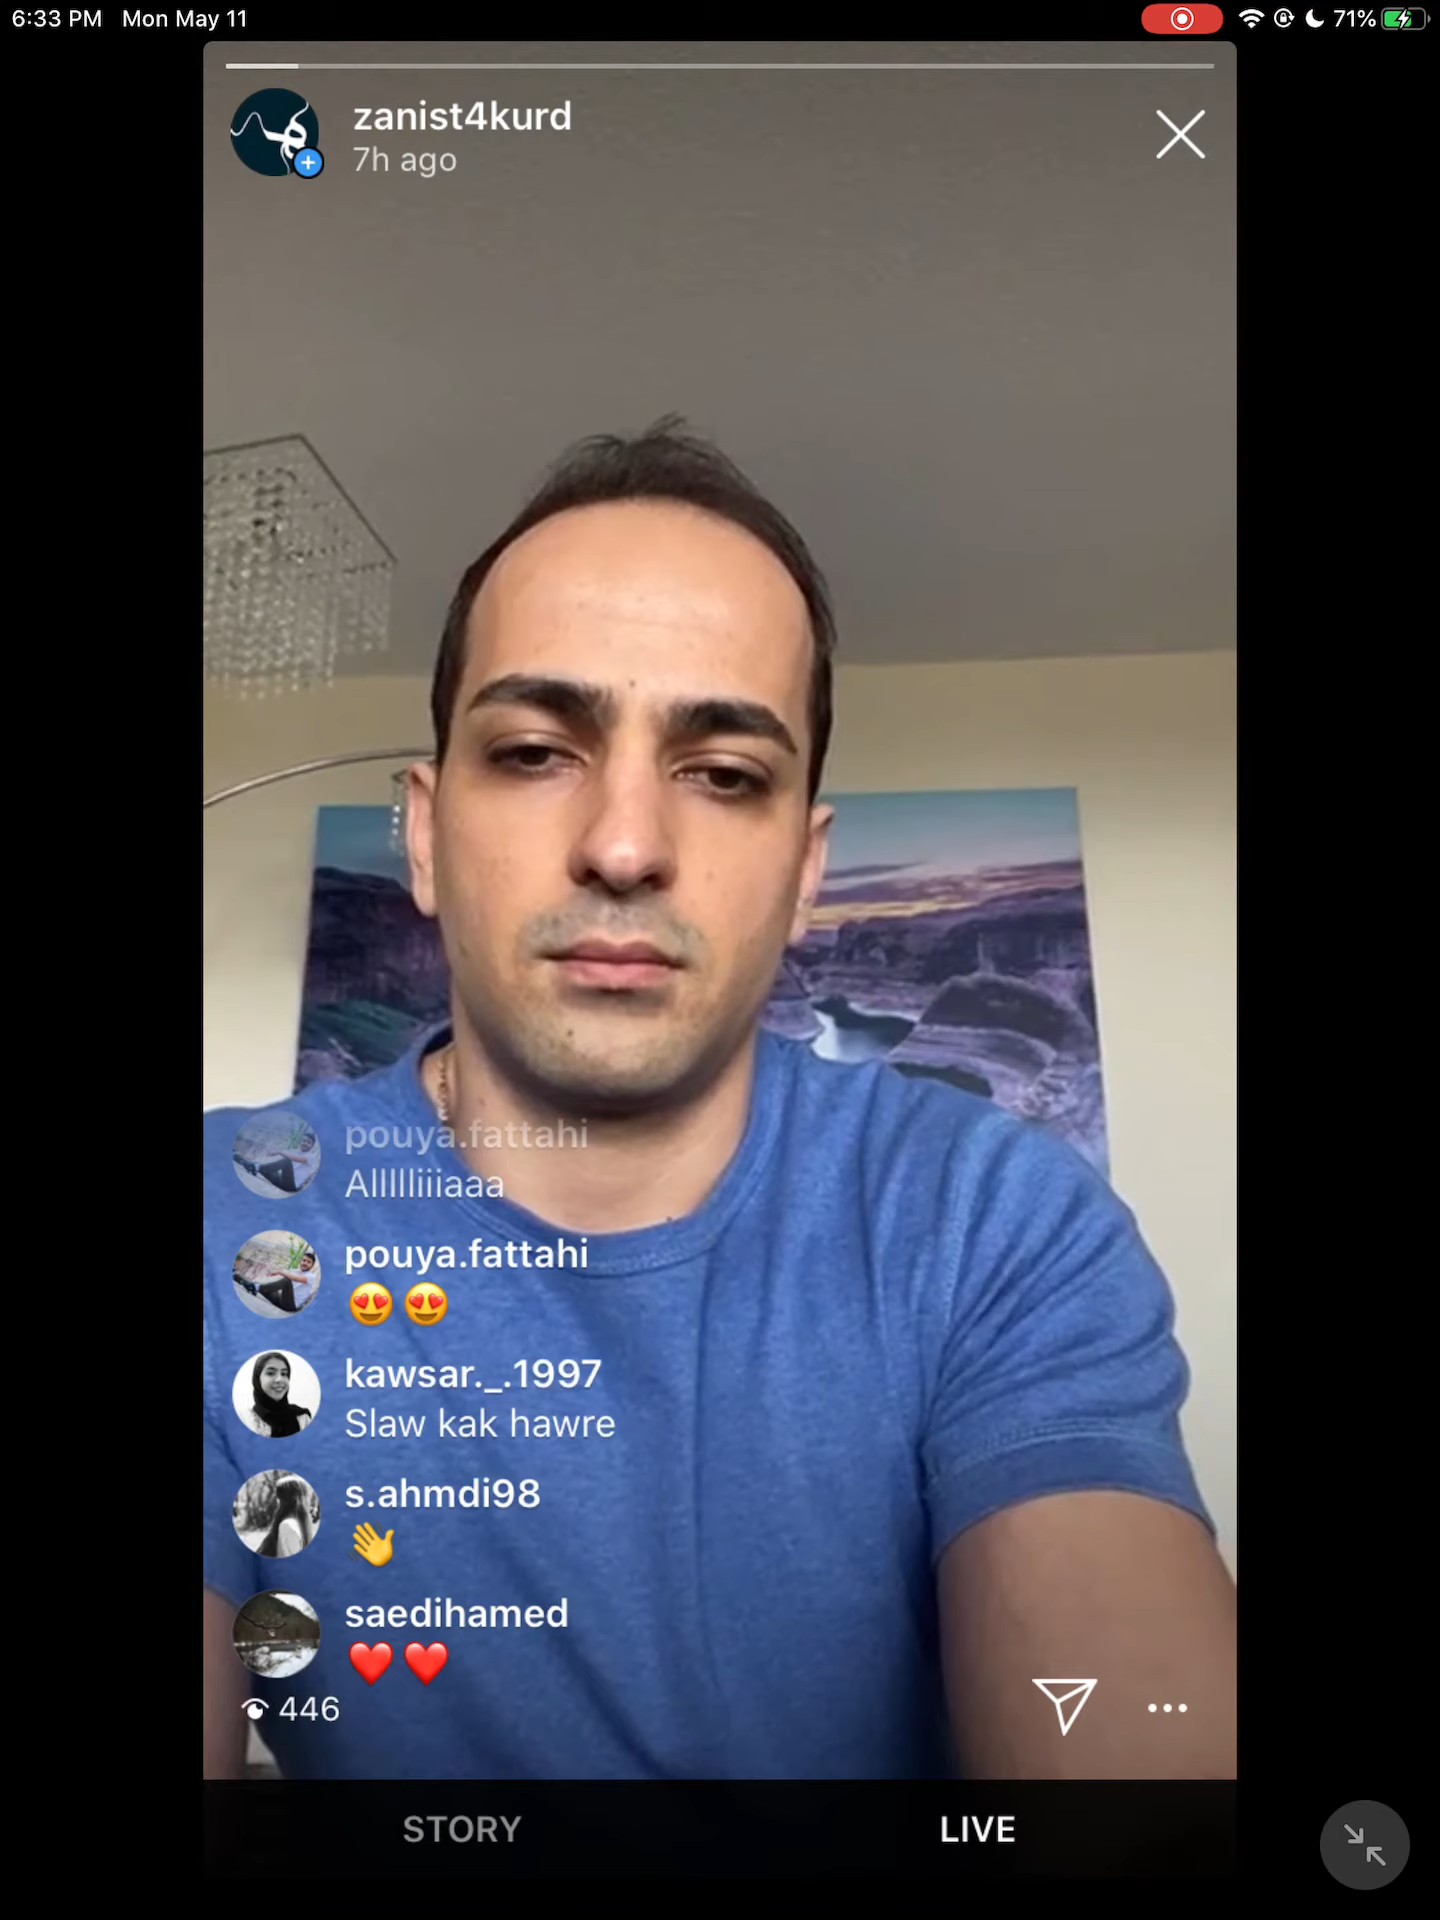 6:33 PM Mon May 11
71%
zanist4kurd
7h ago
pouya.fattahi
Allllliiiaaa
pouya.fattahi
😍😍
kawsar._.1997
Slaw kak hawre
s.ahmdi98
👋
saedihamed
❤️❤️
446
STORY LIVE